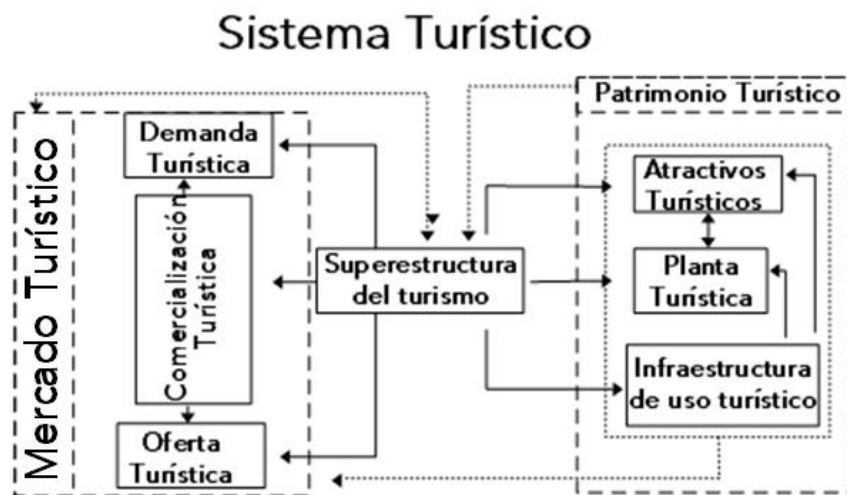 Sistema Turístico
Mercado Turístico
Demanda
Turística
Comercialización
Turística
Oferta
Turística
Superestructura
del turismo
Patrimonio Turístico
Atractivos
Turísticos
Planta
Turística
Infraestructura
de uso turístico